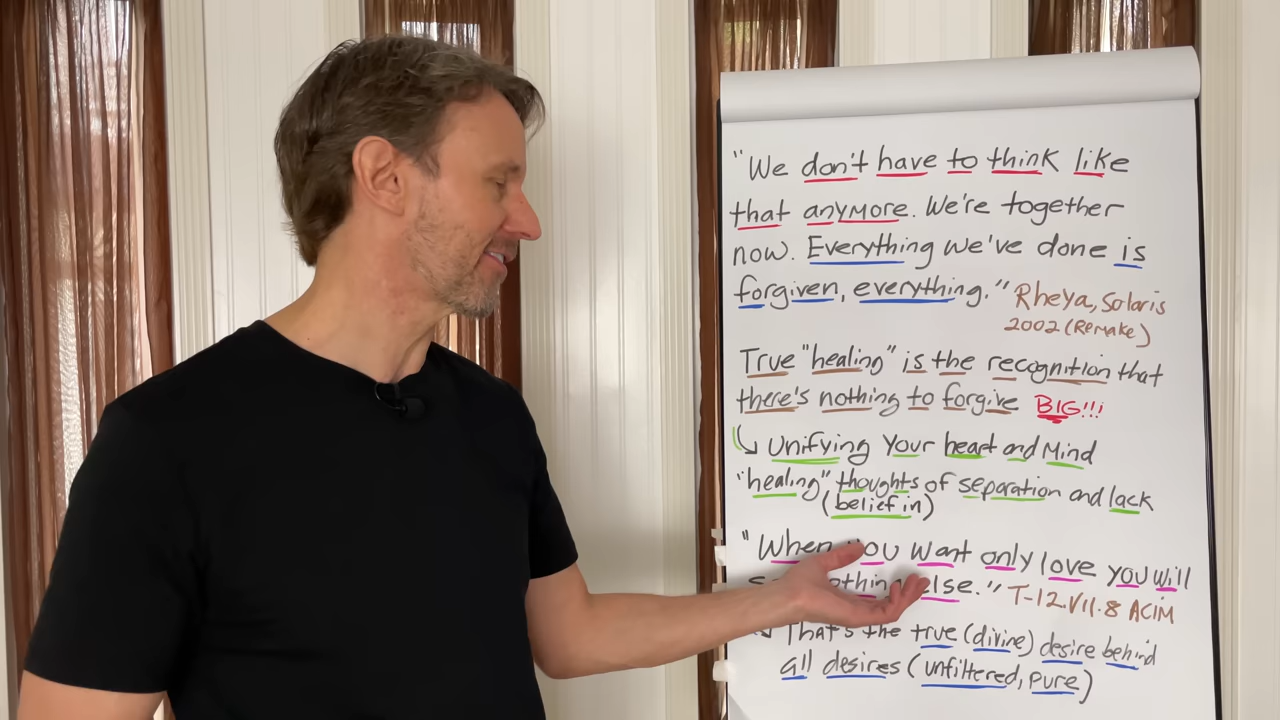 "We don't have to think like
that anymore. We're together
now. Everything we've done is
forgiven, everything." Rheya, Solaris
2002 (Remake)
True "healing" is the recognition that
there's nothing to forgive BIG!!!
Unifying your heart and Mind
"healing" thoughts of separation and lack
(belief in)
"When you want only love you will
else." T-12.VII.8 ACIM
That's the true (divine) desire behind
all desires (unfiltered, pure)